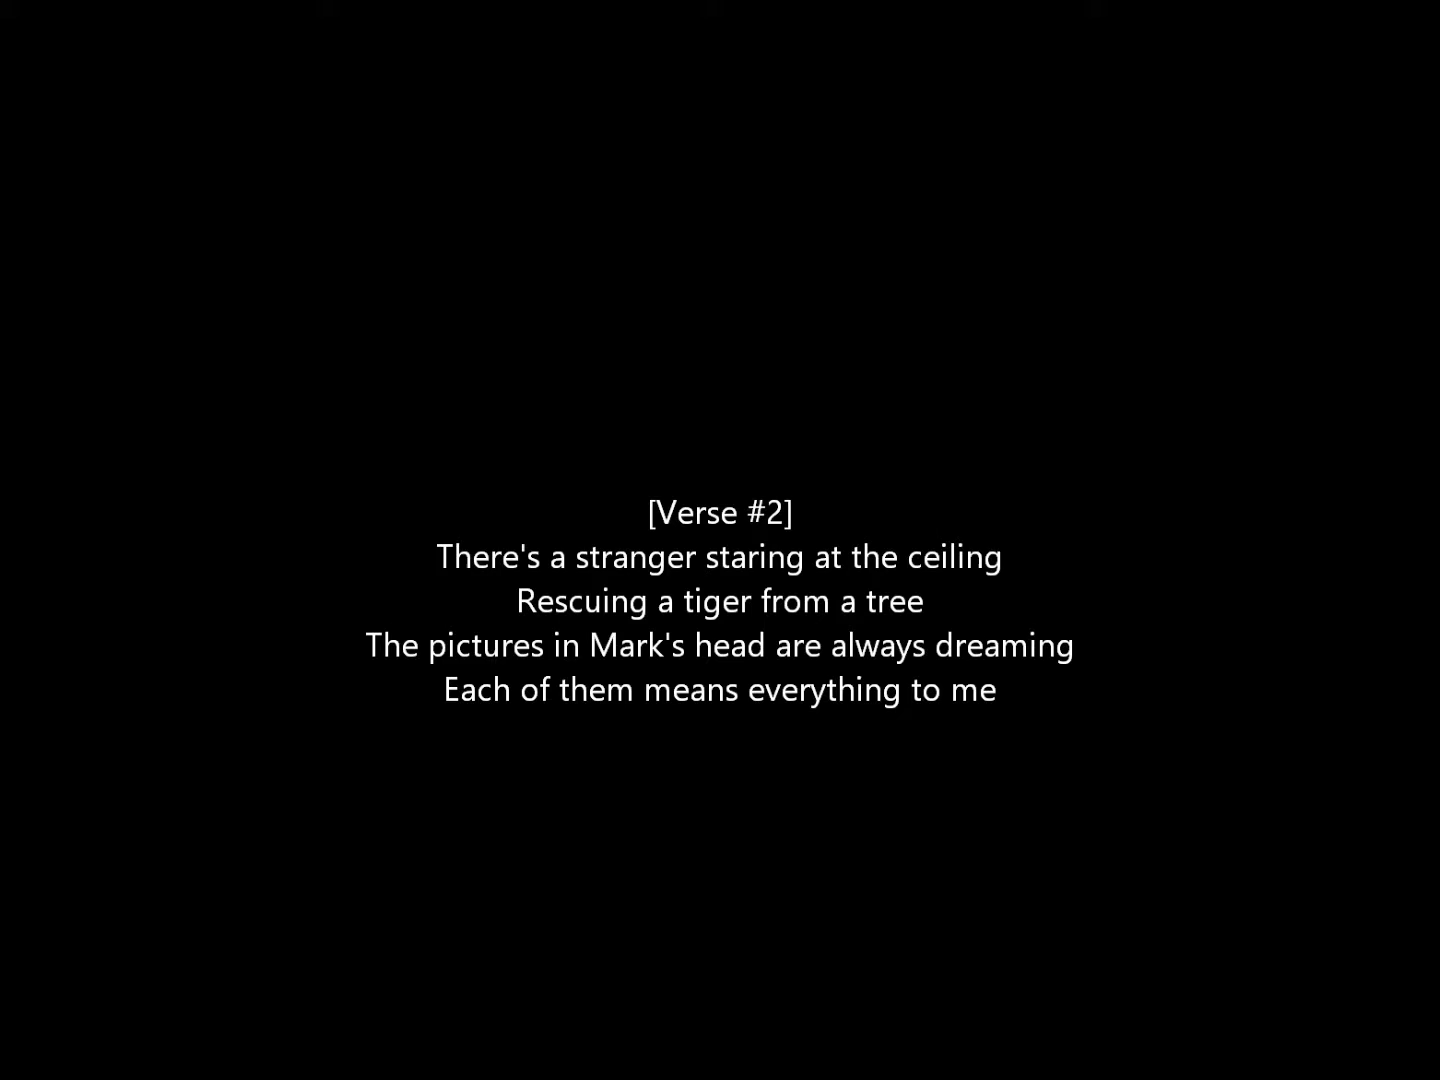 [Verse #2]
There's a stranger staring at the ceiling
Rescuing a tiger from a tree
The pictures in Mark's head are always dreaming
Each of them means everything to me